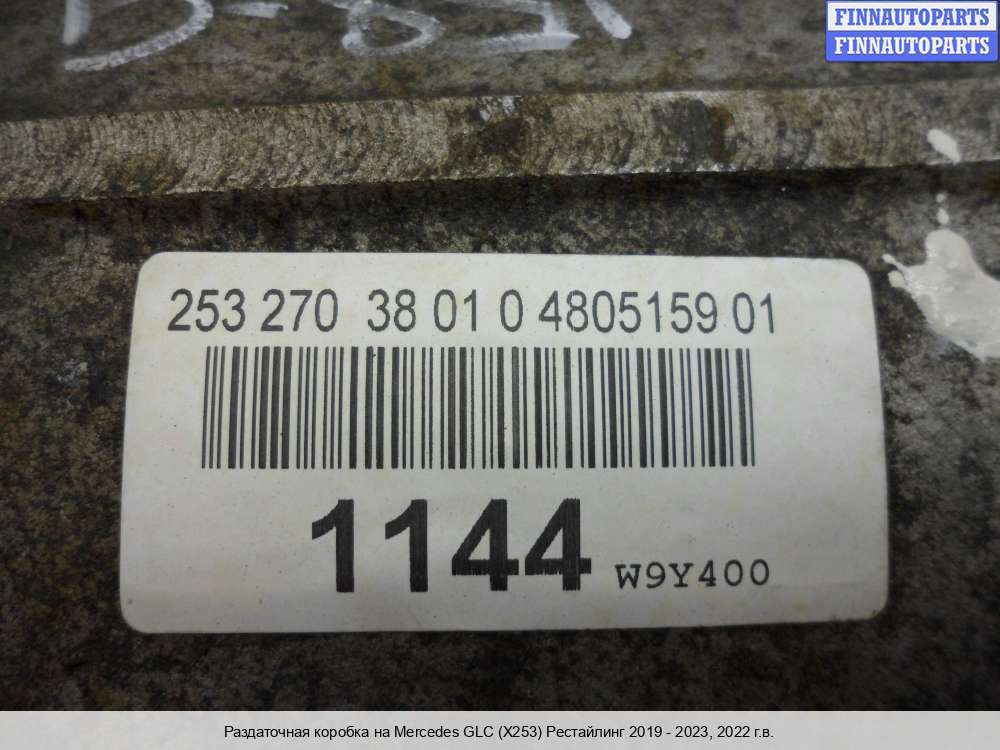 FINNAUTOPARTS
FINNAUTOPARTS
253 270 38 01 0 4805159 01
1144 W9Y400
Раздаточная коробка на Mercedes GLC (X253) Рестайлинг 2019 - 2023, 2022 г.в.